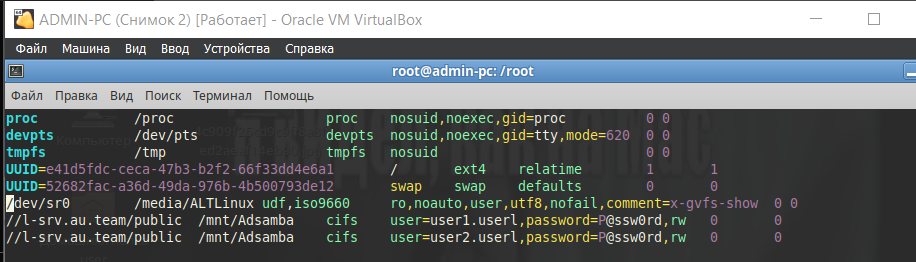 ADMIN-PC (Снимок 2) [Работает] - Oracle VM VirtualBox
Файл Машина Вид Ввод Устройства Справка
root@admin-pc: /root
Файл Правка Вид Поиск Терминал Помощь
proc /proc proc nosuid,noexec,gid=proc 0 0
devpts /dev/pts devpts nosuid,noexec,gid=tty,mode=620 0 0
tmpfs /tmp tmpfs nosuid 0 0
UUID=e41d5fdc-ceca-47b3-b2f2-66f33dd4e6a1 / ext4 relatime 1 1
UUID=52682fac-a36d-49da-976b-4b500793de12 swap swap defaults 0 0
/dev/sr0 /media/ALTLinux udf,iso9660 ro,noauto,user,utf8,nofail,comment=x-gvfs-show 0 0
//l-srv.au.team/public /mnt/Adsamba cifs user=user1.userl,password=P@ssw0rd,rw 0 0
//l-srv.au.team/public /mnt/Adsamba cifs user=user2.userl,password=P@ssw0rd,rw 0 0